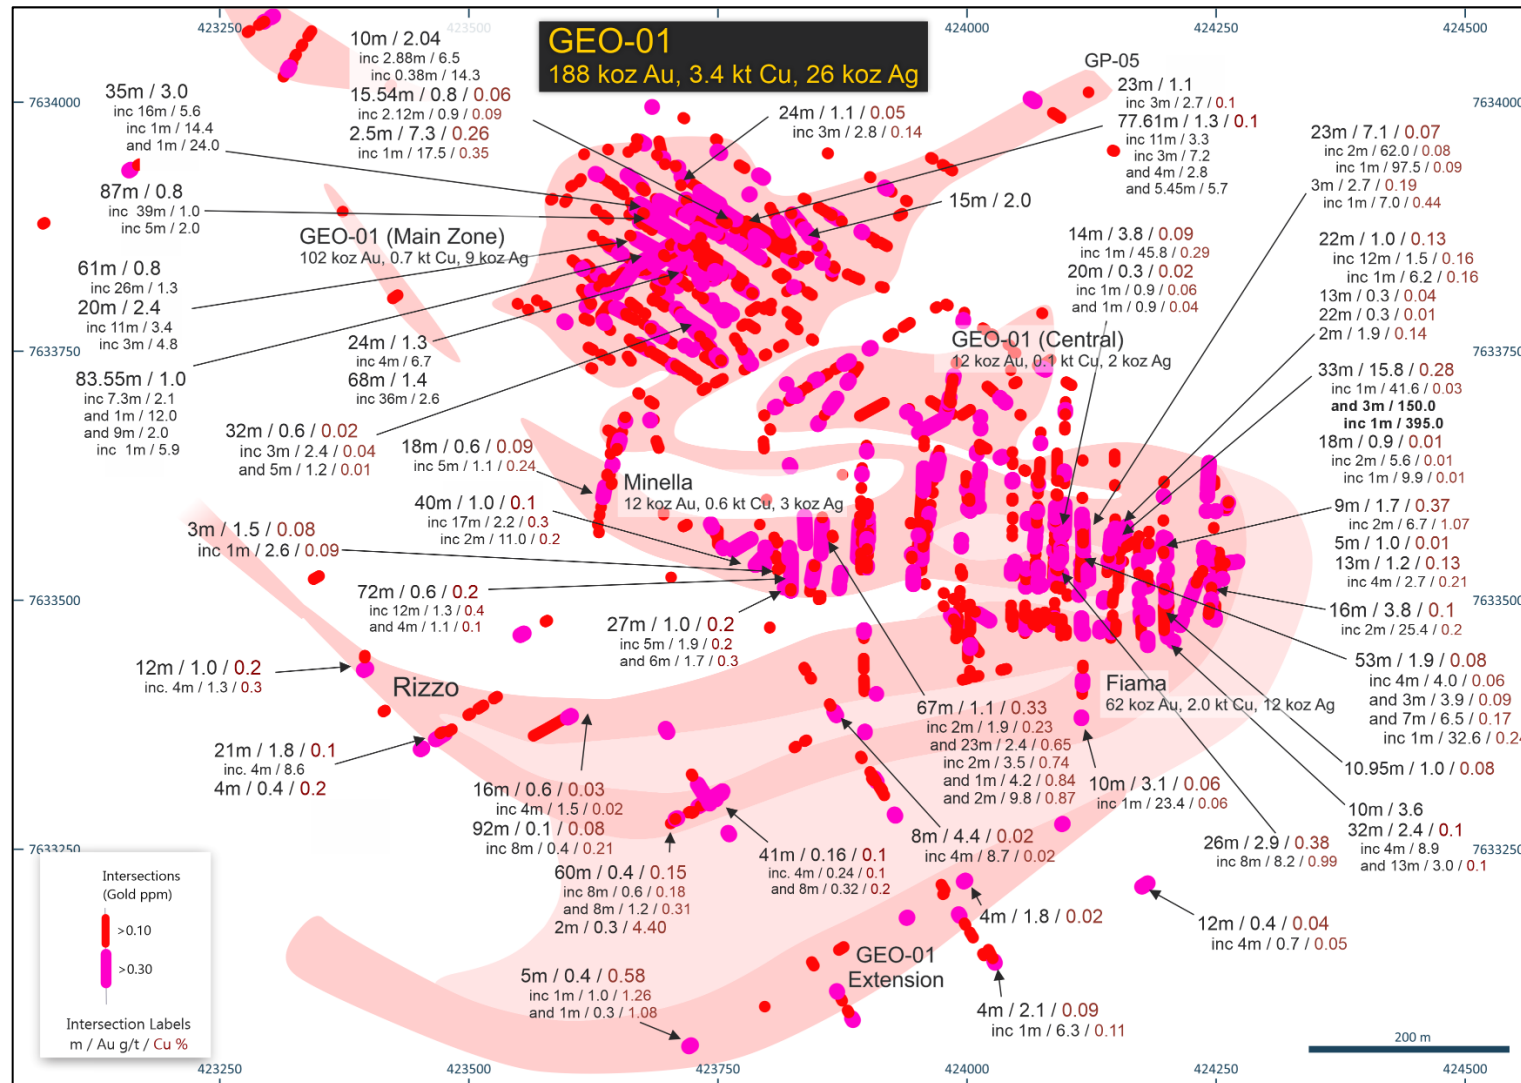 423250
423500
424000
424250
424500
GEO-01
188 koz Au, 3.4 kt Cu, 26 koz Ag
7634000
7634000
7633750
7633750
7633500
7633500
7633250
7633250
10m / 2.04
inc 2.88m / 6.5
inc 0.38m / 14.3
15.54m / 0.8 / 0.06
inc 2.12m / 0.9 / 0.09
2.5m / 7.3 / 0.26
inc 1m / 17.5 / 0.35
35m / 3.0
inc 16m / 5.6
inc 1m / 14.4
and 1m / 24.0
87m / 0.8
inc 39m / 1.0
inc 5m / 2.0
61m / 0.8
inc 26m / 1.3
20m / 2.4
inc 11m / 3.4
inc 3m / 4.8
83.55m / 1.0
inc 7.3m / 2.1
and 1m / 12.0
and 9m / 2.0
inc 1m / 5.9
GEO-01 (Main Zone)
102 koz Au, 0.7 kt Cu, 9 koz Ag
24m / 1.3
inc 4m / 6.7
68m / 1.4
inc 36m / 2.6
32m / 0.6 / 0.02
inc 3m / 2.4 / 0.04
and 5m / 1.2 / 0.01
24m / 1.1 / 0.05
inc 3m / 2.8 / 0.14
GP-05
23m / 1.1
inc 3m / 2.7 / 0.1
77.61m / 1.3 / 0.1
inc 11m / 3.3
inc 3m / 7.2
and 4m / 2.8
and 5.45m / 5.7
15m / 2.0
14m / 3.8 / 0.09
inc 1m / 45.8 / 0.29
20m / 0.3 / 0.02
inc 1m / 0.9 / 0.06
and 1m / 0.9 / 0.04
GEO-01 (Central)
12 koz Au, 0.1 kt Cu, 2 koz Ag
23m / 7.1 / 0.07
inc 2m / 62.0 / 0.08
inc 1m / 97.5 / 0.09
3m / 2.7 / 0.19
inc 1m / 7.0 / 0.44
22m / 1.0 / 0.13
inc 12m / 1.5 / 0.16
inc 1m / 6.2 / 0.16
13m / 0.3 / 0.04
22m / 0.3 / 0.01
2m / 1.9 / 0.14
33m / 15.8 / 0.28
inc 1m / 41.6 / 0.03
and 3m / 150.0
inc 1m / 395.0
18m / 0.9 / 0.01
inc 2m / 5.6 / 0.01
inc 1m / 9.9 / 0.01
9m / 1.7 / 0.37
inc 2m / 6.7 / 1.07
5m / 1.0 / 0.01
13m / 1.2 / 0.13
inc 4m / 2.7 / 0.21
16m / 3.8 / 0.1
inc 2m / 25.4 / 0.2
53m / 1.9 / 0.08
inc 4m / 4.0 / 0.06
and 3m / 3.9 / 0.09
and 7m / 6.5 / 0.17
inc 1m / 32.6 / 0.24
10.95m / 1.0 / 0.08
10m / 3.6
32m / 2.4 / 0.1
inc 4m / 8.9
and 13m / 3.0 / 0.1
18m / 0.6 / 0.09
inc 5m / 1.1 / 0.24
Minella
12 koz Au, 0.6 kt Cu, 3 koz Ag
40m / 1.0 / 0.1
inc 17m / 2.2 / 0.3
inc 2m / 11.0 / 0.2
3m / 1.5 / 0.08
inc 1m / 2.6 / 0.09
72m / 0.6 / 0.2
inc 12m / 1.3 / 0.4
and 4m / 1.1 / 0.1
27m / 1.0 / 0.2
inc 5m / 1.9 / 0.2
and 6m / 1.7 / 0.3
12m / 1.0 / 0.2
inc. 4m / 1.3 / 0.3
Rizzo
21m / 1.8 / 0.1
inc. 4m / 8.6
4m / 0.4 / 0.2
16m / 0.6 / 0.03
inc 4m / 1.5 / 0.02
92m / 0.1 / 0.08
inc 8m / 0.4 / 0.21
60m / 0.4 / 0.15
inc 8m / 0.6 / 0.18
and 8m / 1.2 / 0.31
2m / 0.3 / 4.40
41m / 0.16 / 0.1
inc. 4m / 0.24 / 0.1
and 8m / 0.32 / 0.2
Fiama
62 koz Au, 2.0 kt Cu, 12 koz Ag
67m / 1.1 / 0.33
inc 2m / 1.9 / 0.23
and 23m / 2.4 / 0.65
inc 2m / 3.5 / 0.74
and 1m / 4.2 / 0.84
and 2m / 9.8 / 0.87
8m / 4.4 / 0.02
inc 4m / 8.7 / 0.02
10m / 3.1 / 0.06
inc 1m / 23.4 / 0.06
26m / 2.9 / 0.38
inc 8m / 8.2 / 0.99
4m / 1.8 / 0.02
12m / 0.4 / 0.04
inc 4m / 0.7 / 0.05
GEO-01
Extension
4m / 2.1 / 0.09
inc 1m / 6.3 / 0.11
5m / 0.4 / 0.58
inc 1m / 1.0 / 1.26
and 1m / 0.3 / 1.08
Intersections
(Gold ppm)
>0.10
>0.30
Intersection Labels
m / Au g/t / Cu %
200 m
423250
423500
423750
424000
424250
424500